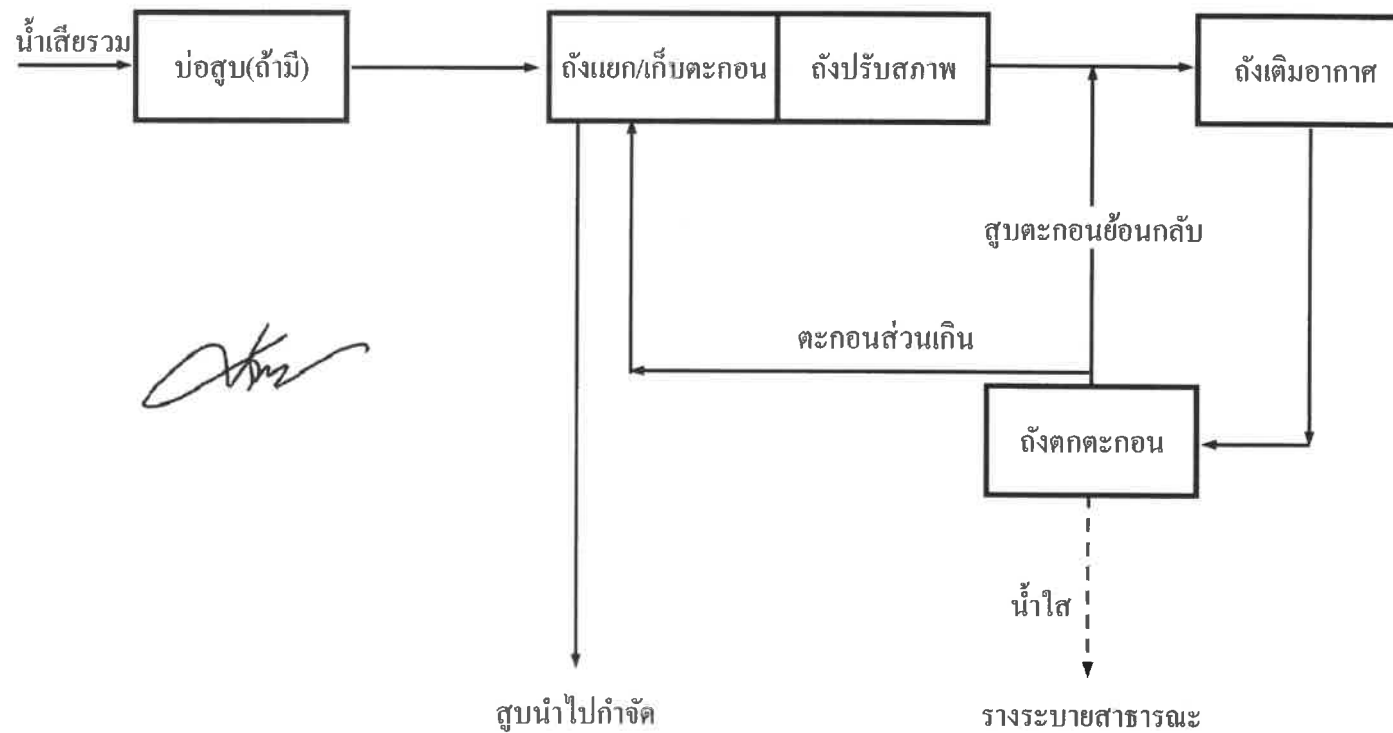 น้ำเสียรวม
บ่อสูบ(ถ้ามี)
ถังแยก/เก็บตะกอน
ถังปรับสภาพ
ถังเติมอากาศ
สูบตะกอนย้อนกลับ
ตะกอนส่วนเกิน
ถังตกตะกอน
น้ำใส
สูบนำไปกำจัด
รางระบายสาธารณะ